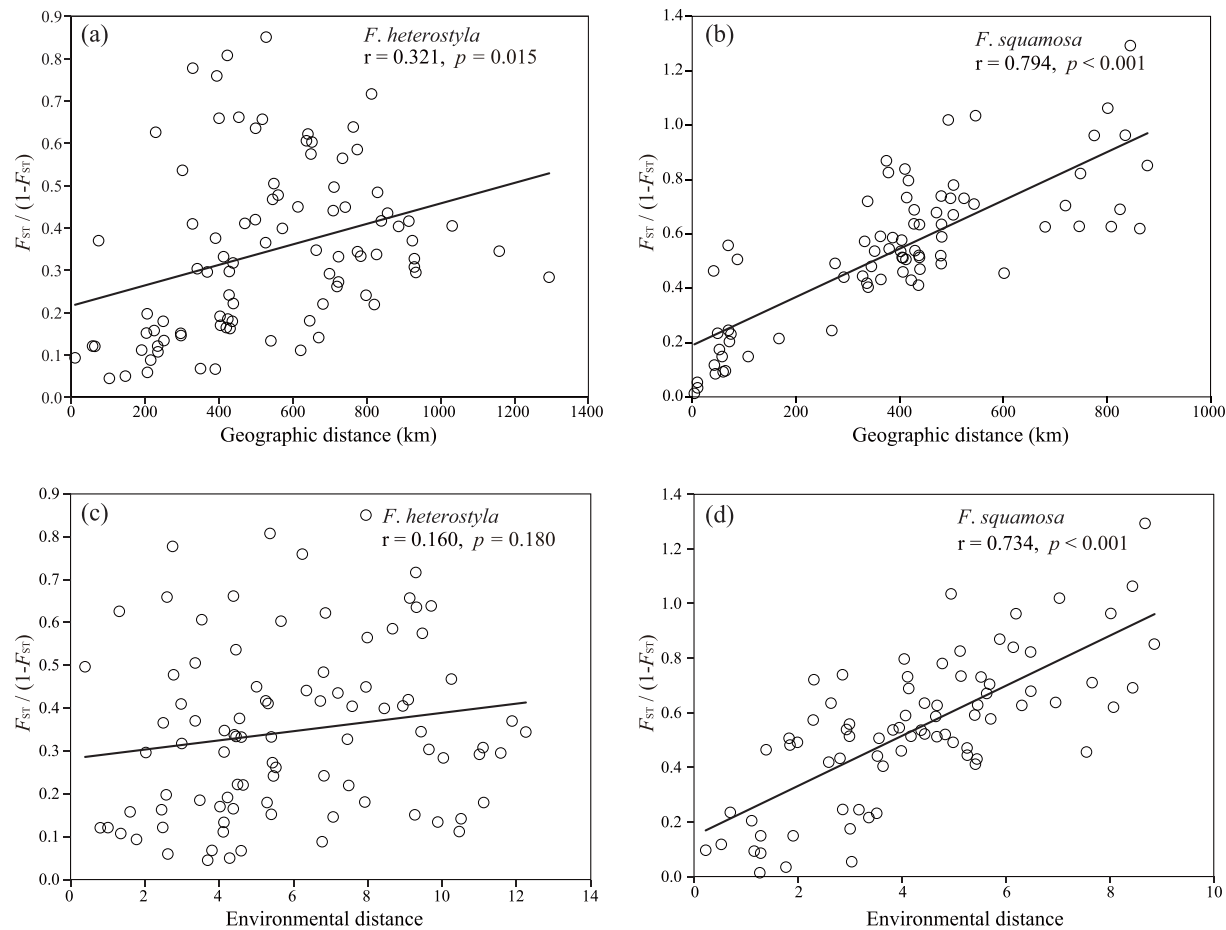 (a)
F. heterostyla
r = 0.321, p = 0.015
0.9
0.8
0.7
0.6
0.5
0.4
0.3
0.2
0.1
0.0
FST / (1-FST)
0 200 400 600 800 1000 1200 1400
Geographic distance (km)
(b)
F. squamosa
r = 0.794, p < 0.001
1.4
1.2
1.0
0.8
0.6
0.4
0.2
0.0
FST / (1-FST)
0 200 400 600 800 1000
Geographic distance (km)
(c)
F. heterostyla
r = 0.160, p = 0.180
0.9
0.8
0.7
0.6
0.5
0.4
0.3
0.2
0.1
0.0
FST / (1-FST)
0 2 4 6 8 10 12 14
Environmental distance
(d)
F. squamosa
r = 0.734, p < 0.001
1.4
1.2
1.0
0.8
0.6
0.4
0.2
0.0
FST / (1-FST)
0 2 4 6 8 10
Environmental distance